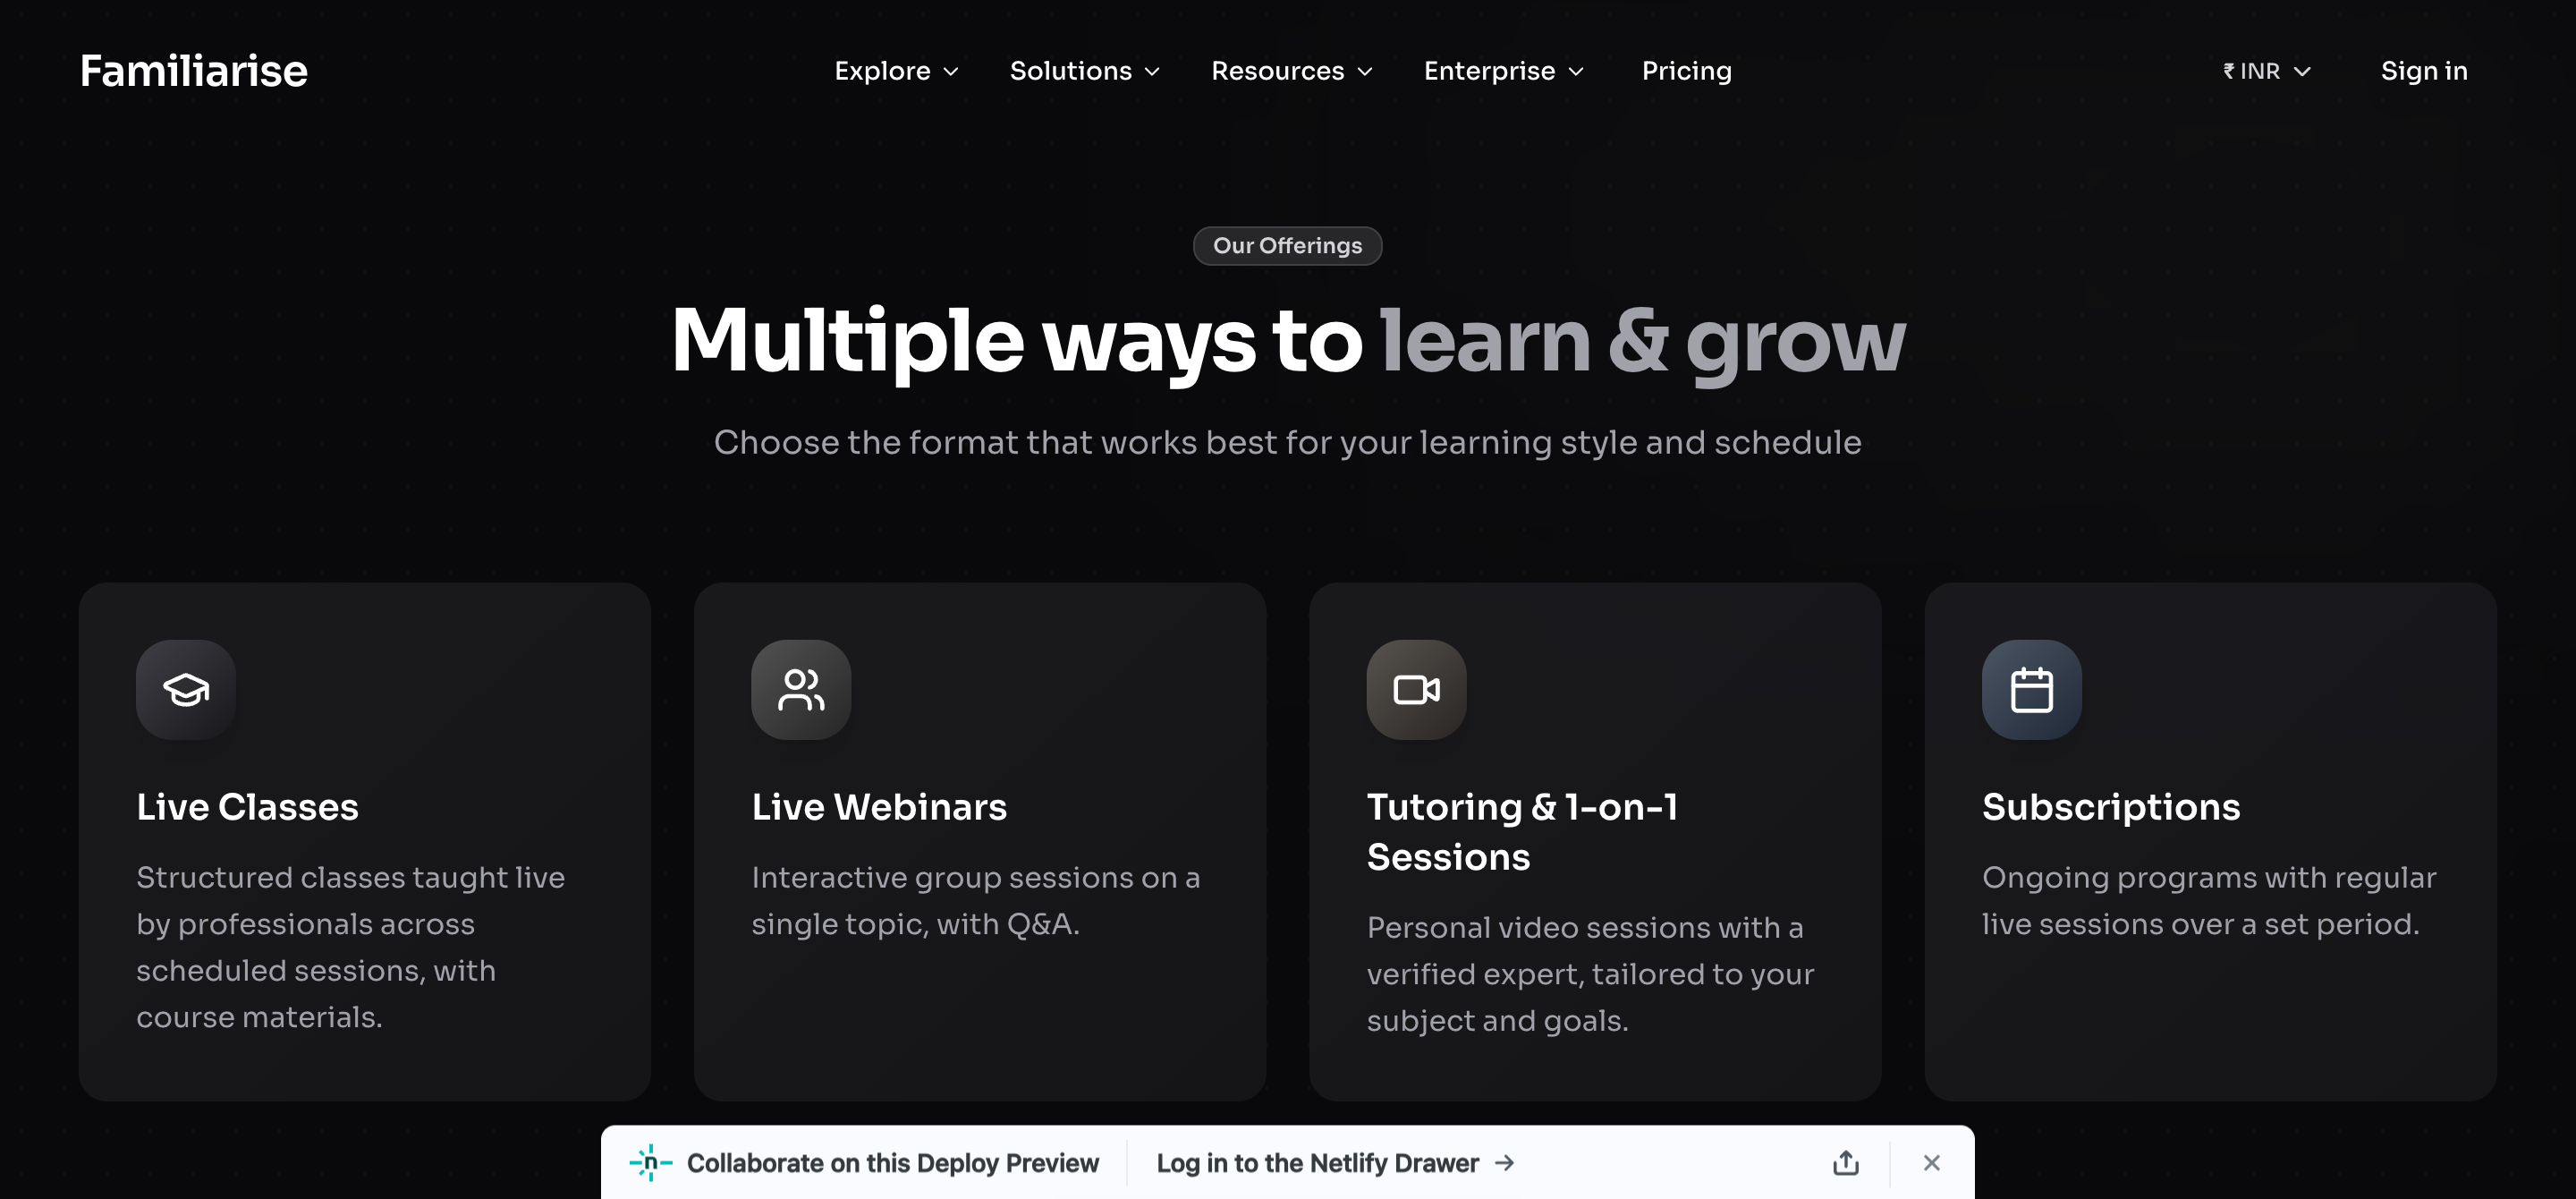 Familiarise
Explore
Solutions
Resources
Enterprise
Pricing
₹ INR
Sign in
Our Offerings
Multiple ways to learn & grow
Choose the format that works best for your learning style and schedule
Live Classes
Structured classes taught live
by professionals across
scheduled sessions, with
course materials.
Live Webinars
Interactive group sessions on a
single topic, with Q&A.
Tutoring & 1-on-1
Sessions
Personal video sessions with a
verified expert, tailored to your
subject and goals.
Subscriptions
Ongoing programs with regular
live sessions over a set period.
Collaborate on this Deploy Preview
Log in to the Netlify Drawer →